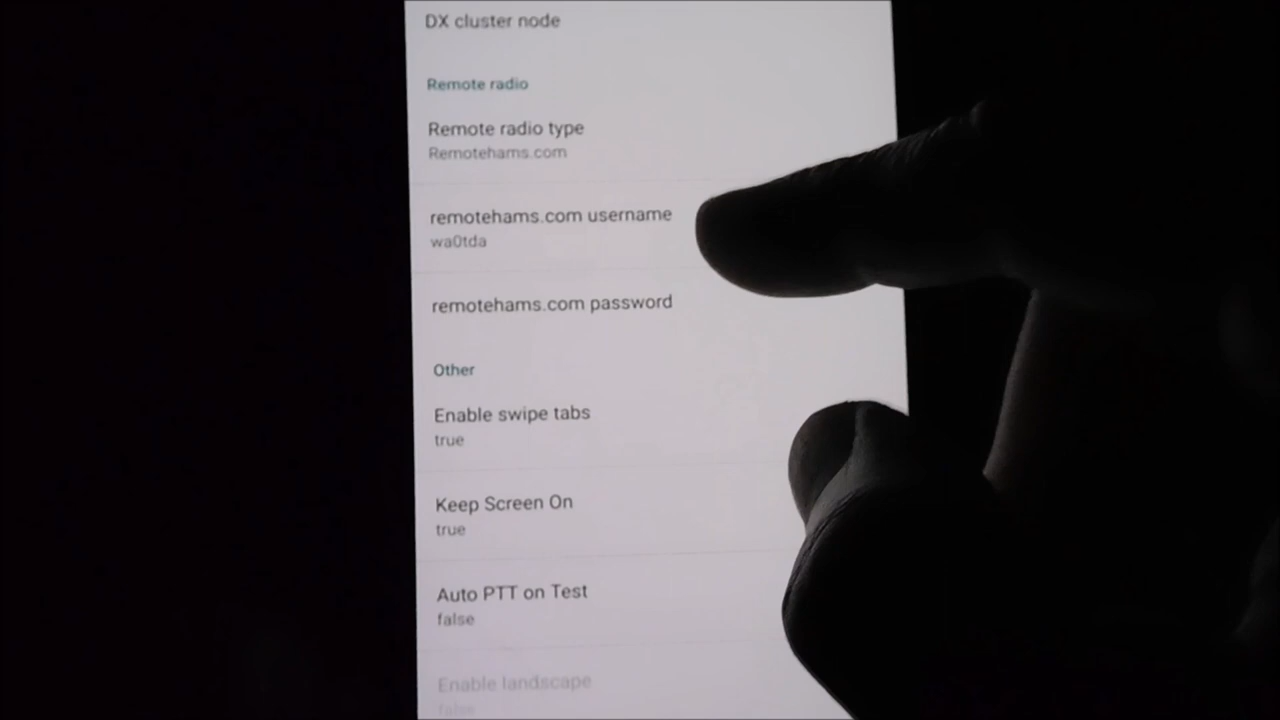 DX cluster node
Remote radio
Remote radio type
Remotehams.com
remotehams.com username
wa0tda
remotehams.com password
Other
Enable swipe tabs
true
Keep Screen On
true
Auto PTT on Test
false
Enable landscape
false